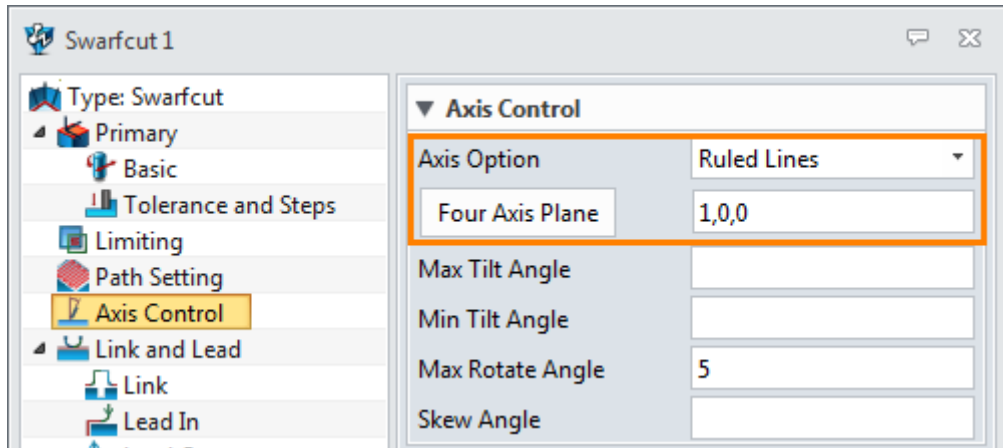 Swarfcut 1
Type: Swarfcut
Primary
Basic
Tolerance and Steps
Limiting
Path Setting
Axis Control
Link and Lead
Link
Lead In
Axis Control
Axis Option Ruled Lines
Four Axis Plane 1,0,0
Max Tilt Angle
Min Tilt Angle
Max Rotate Angle 5
Skew Angle